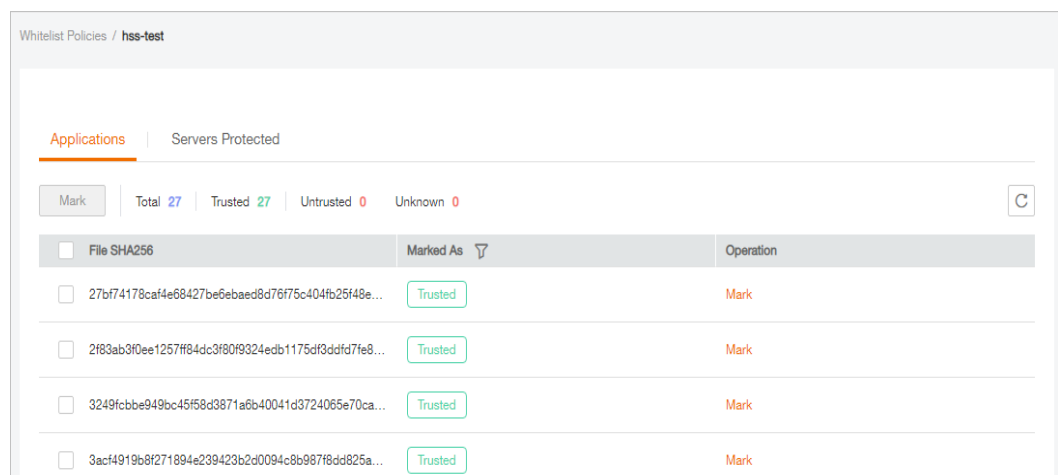 Whitelist Policies / hss-test
Applications Servers Protected
Mark Total 27 Trusted 27 Untrusted 0 Unknown 0
File SHA256 Marked As Operation
27bf74178caf4e68427be6ebaed8d76f75c404fb25f48e... Trusted Mark
2f83ab3f0ee1257ff84dc3f80f9324edb1175df3ddfd7fe8... Trusted Mark
3249fcbbe949bc45f58d3871a6b40041d3724065e70ca... Trusted Mark
3acf4919b8f271894e239423b2d0094c8b987f8dd825a... Trusted Mark